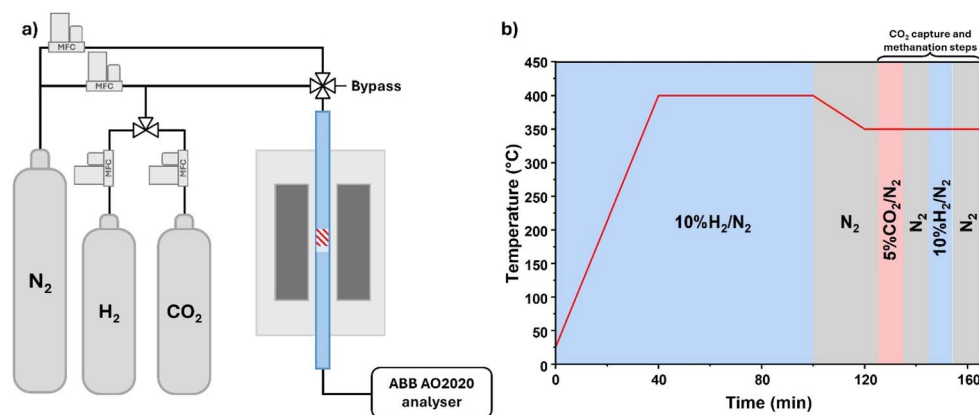 a)
MFC
MFC
Bypass
MFC
MFC
N₂
H₂
CO₂
ABB AO2020
analyser
b)
CO₂ capture and
methanation steps
Temperature (°C)
450
400
350
300
250
200
150
100
50
0
10%H₂/N₂
N₂
5%CO₂/N₂
N₂
10%H₂/N₂
N₂
0
40
80
120
160
Time (min)